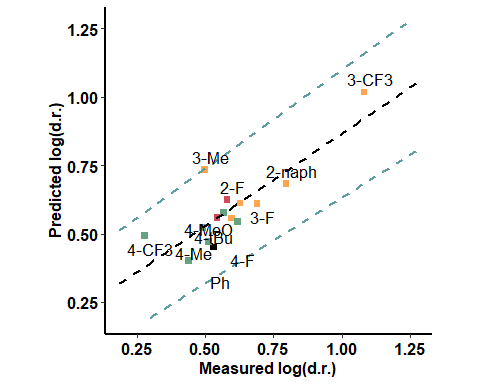 1.25
3-CF3
1.00
3-Me
0.75
2-naph
2-F
3-F
4-MeO
0.50
4-tBu
4-CF3
4-Me
4-F
Ph
0.25
0.25
0.50
0.75
1.00
1.25
Predicted log(d.r.)
Measured log(d.r.)